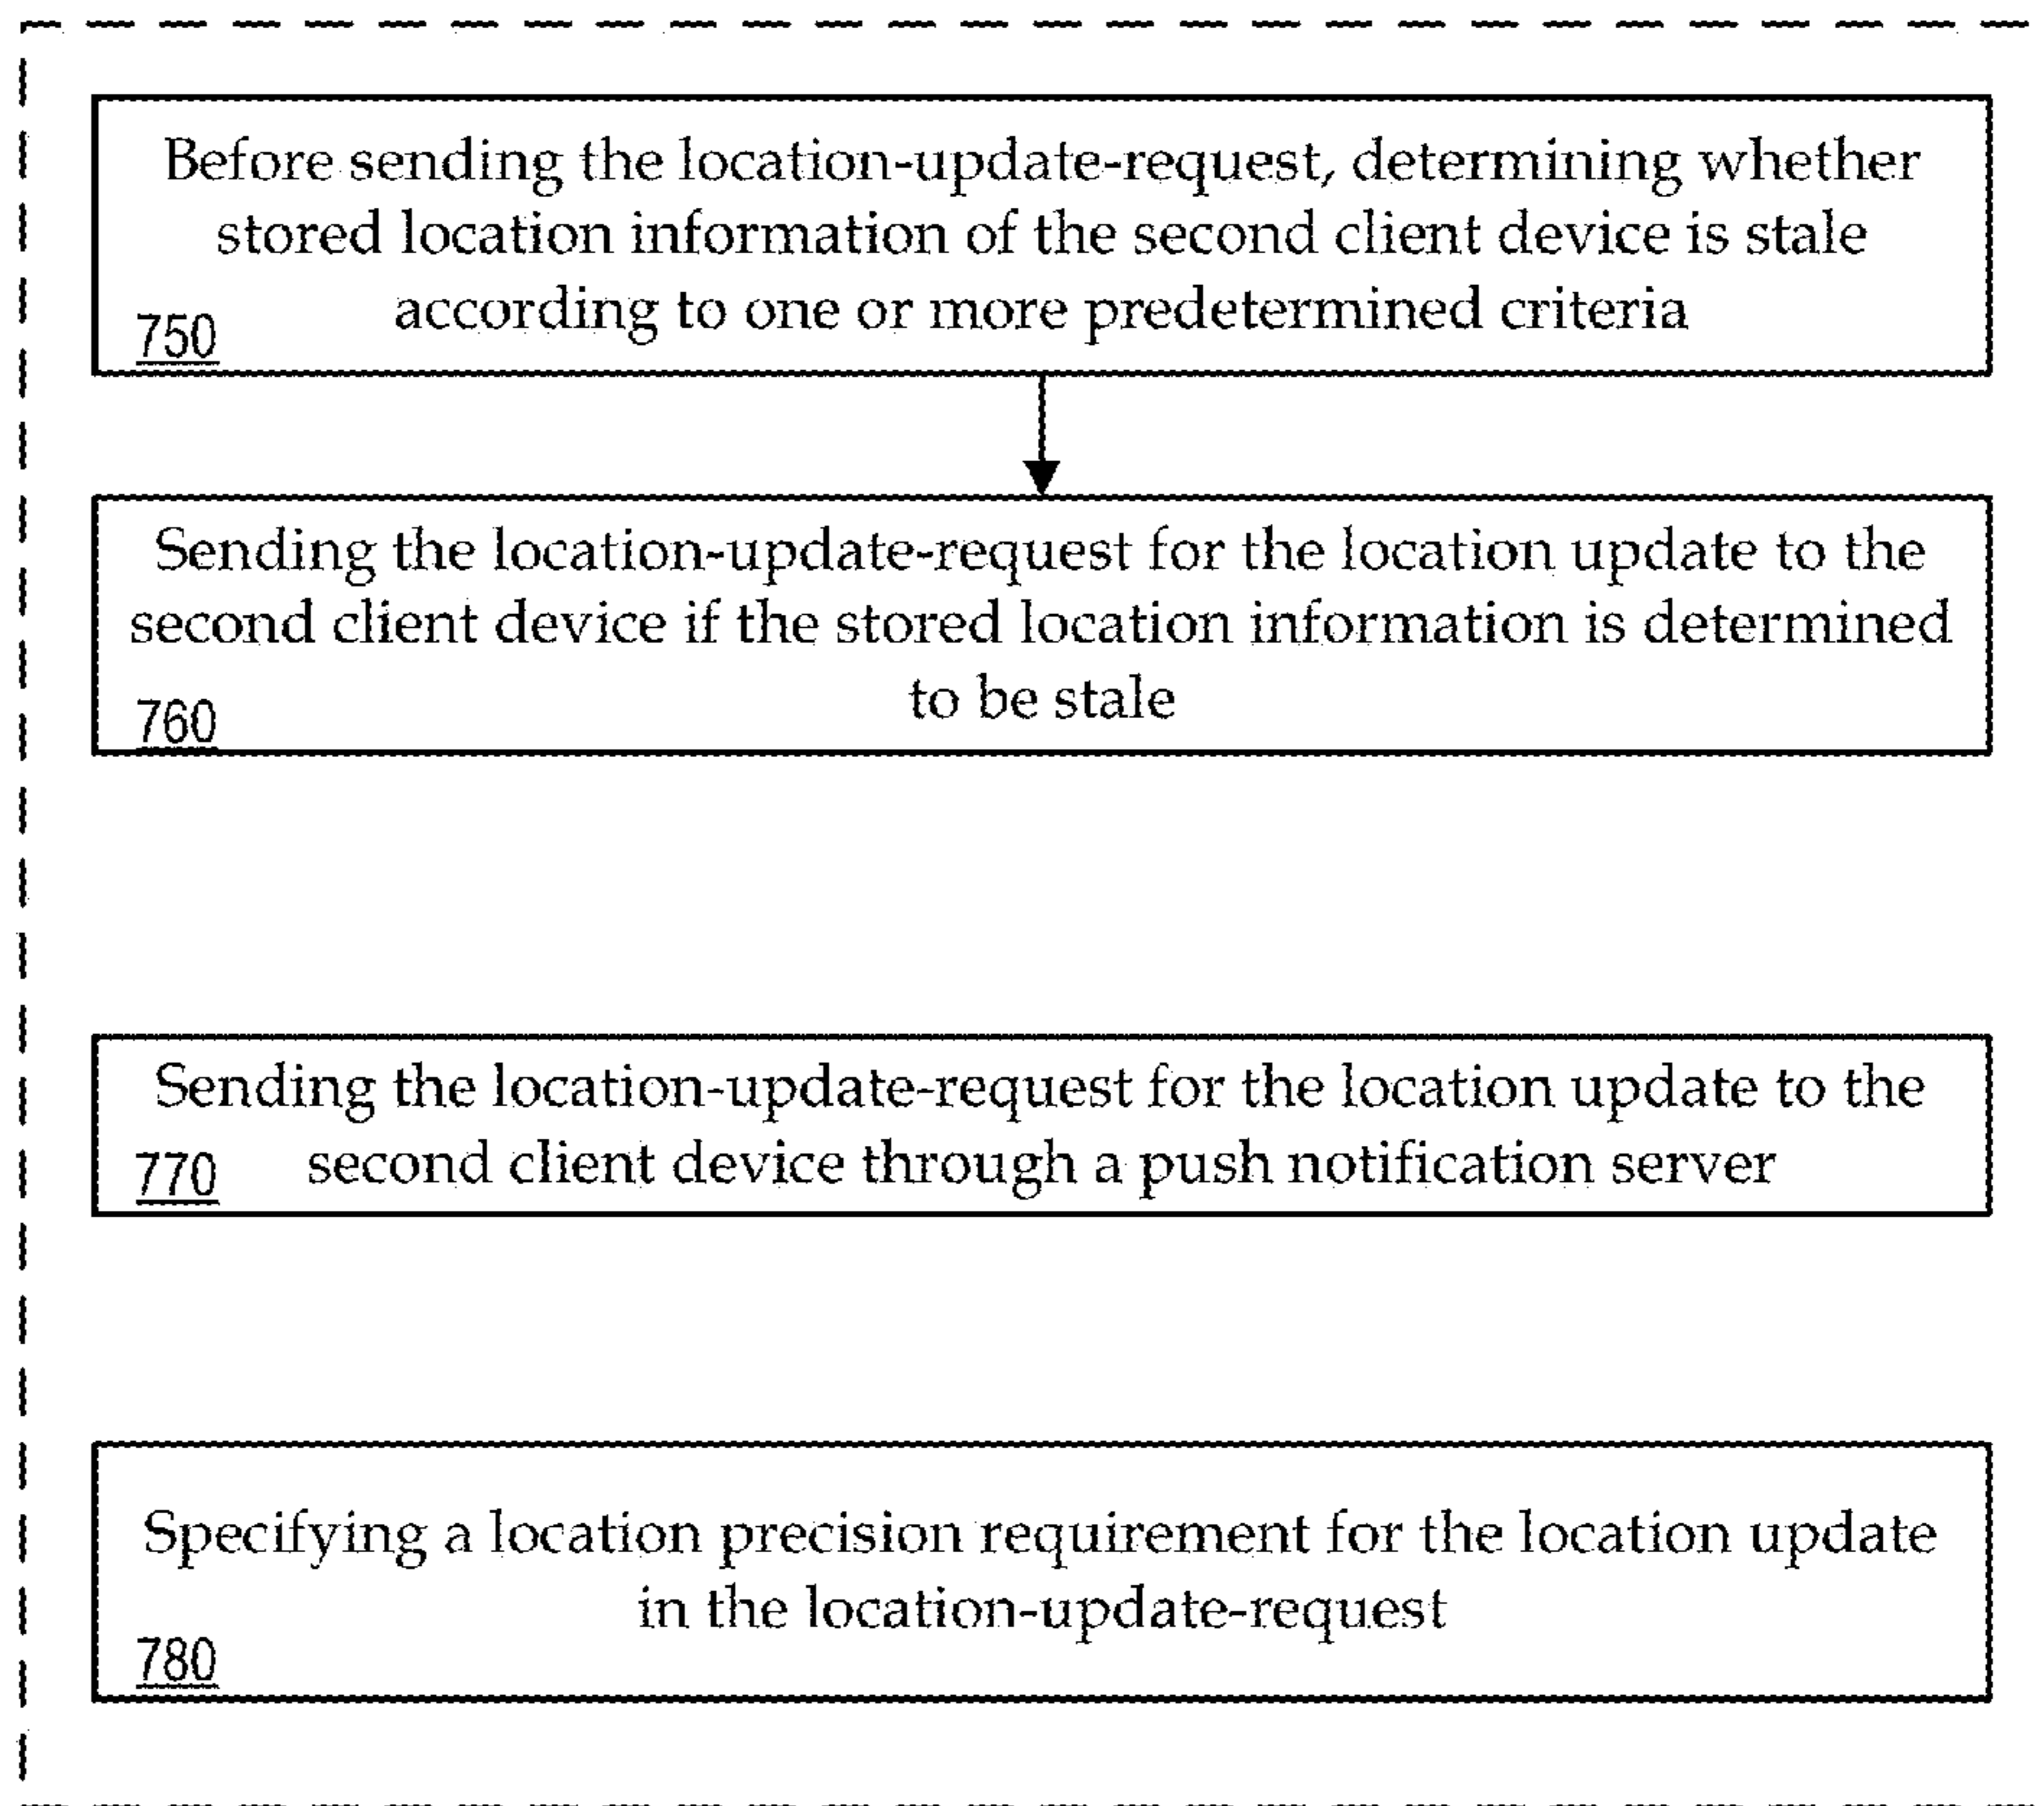 Before sending the location-update-request, determining whether
stored location information of the second client device is stale
according to one or more predetermined criteria
750
Sending the location-update-request for the location update to the
second client device if the stored location information is determined
to be stale
760
Sending the location-update-request for the location update to the
second client device through a push notification server
770
Specifying a location precision requirement for the location update
in the location-update-request
780